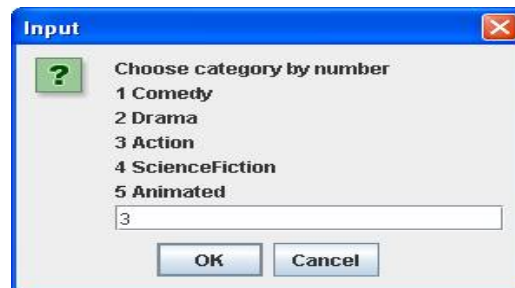 Input
?
Choose category by number
1 Comedy
2 Drama
3 Action
4 ScienceFiction
5 Animated
3
OK Cancel